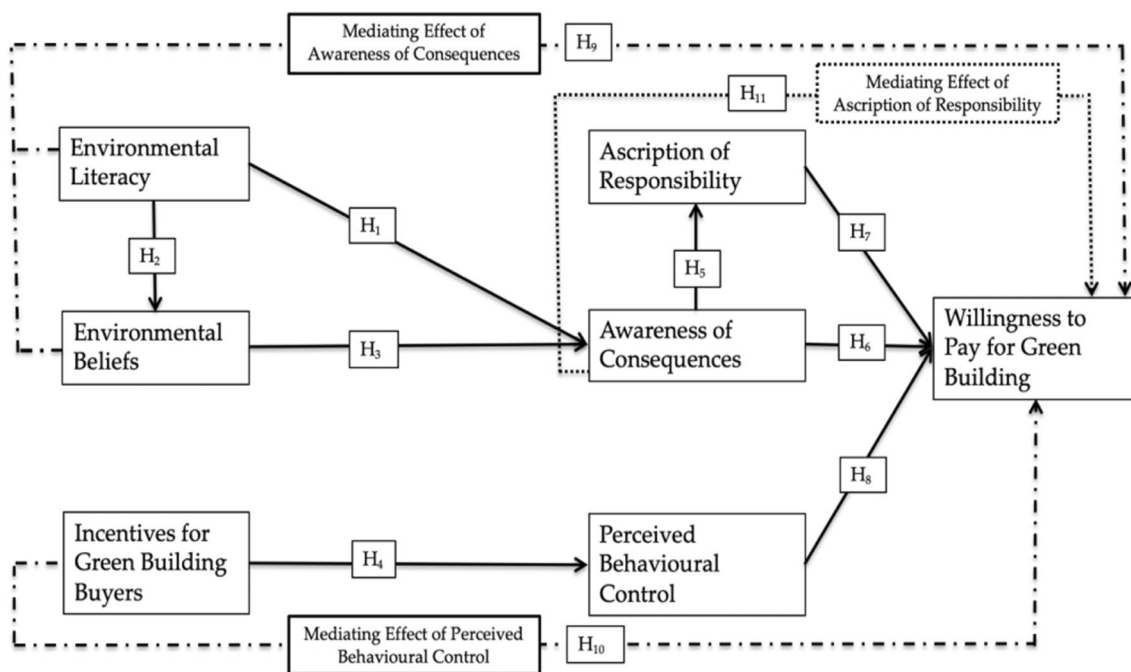 Mediating Effect of
Awareness of Consequences
H₉
H₁₁
Mediating Effect of
Ascription of Responsibility
Environmental
Literacy
Ascription of
Responsibility
H₁
H₇
H₂
H₅
Environmental
Beliefs
H₃
Awareness of
Consequences
H₆
Willingness to
Pay for Green
Building
H₈
Incentives for
Green Building
Buyers
H₄
Perceived
Behavioural
Control
Mediating Effect of Perceived
Behavioural Control
H₁₀